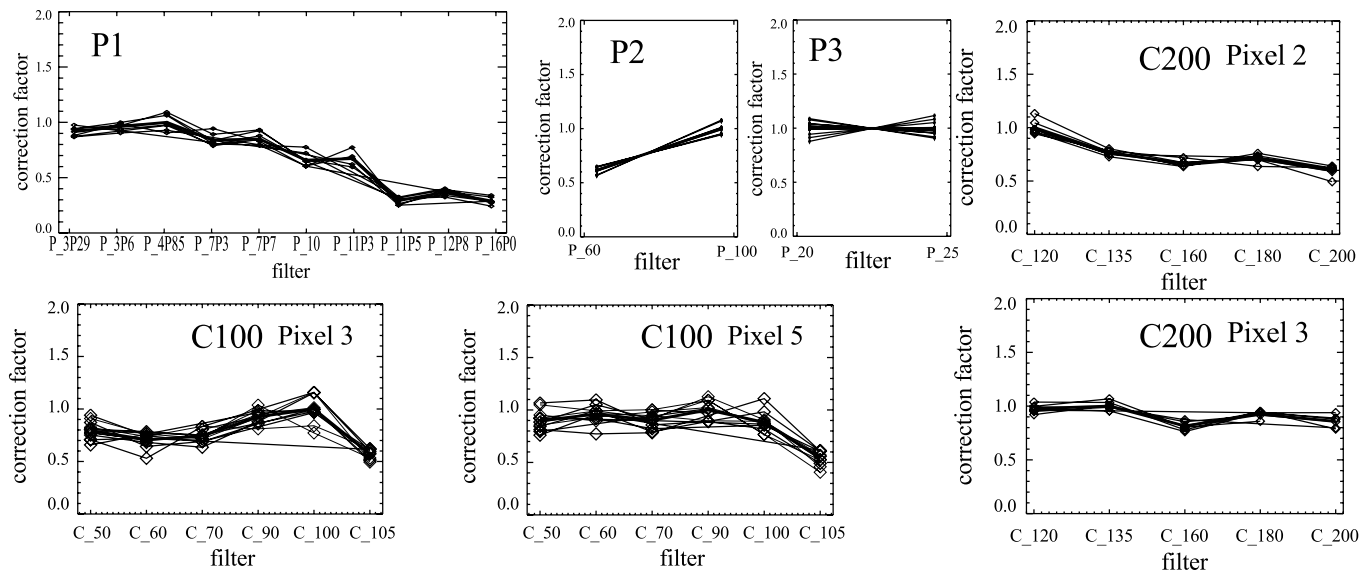 P1
correction factor
2.0
1.5
1.0
0.5
0.0
P_3P29 P_3P6 P_4P85 P_7P3 P_7P7 P_10 P_11P3 P_11P5 P_12P8 P_16P0
filter
P2
correction factor
2.0
1.5
1.0
0.5
0.0
P_60 P_100
filter
P3
correction factor
2.0
1.5
1.0
0.5
0.0
P_20 P_25
filter
C200 Pixel 2
correction factor
2.0
1.5
1.0
0.5
0.0
C_120 C_135 C_160 C_180 C_200
filter
C100 Pixel 3
correction factor
2.0
1.5
1.0
0.5
0.0
C_50 C_60 C_70 C_90 C_100 C_105
filter
C100 Pixel 5
correction factor
2.0
1.5
1.0
0.5
0.0
C_50 C_60 C_70 C_90 C_100 C_105
filter
C200 Pixel 3
correction factor
2.0
1.5
1.0
0.5
0.0
C_120 C_135 C_160 C_180 C_200
filter